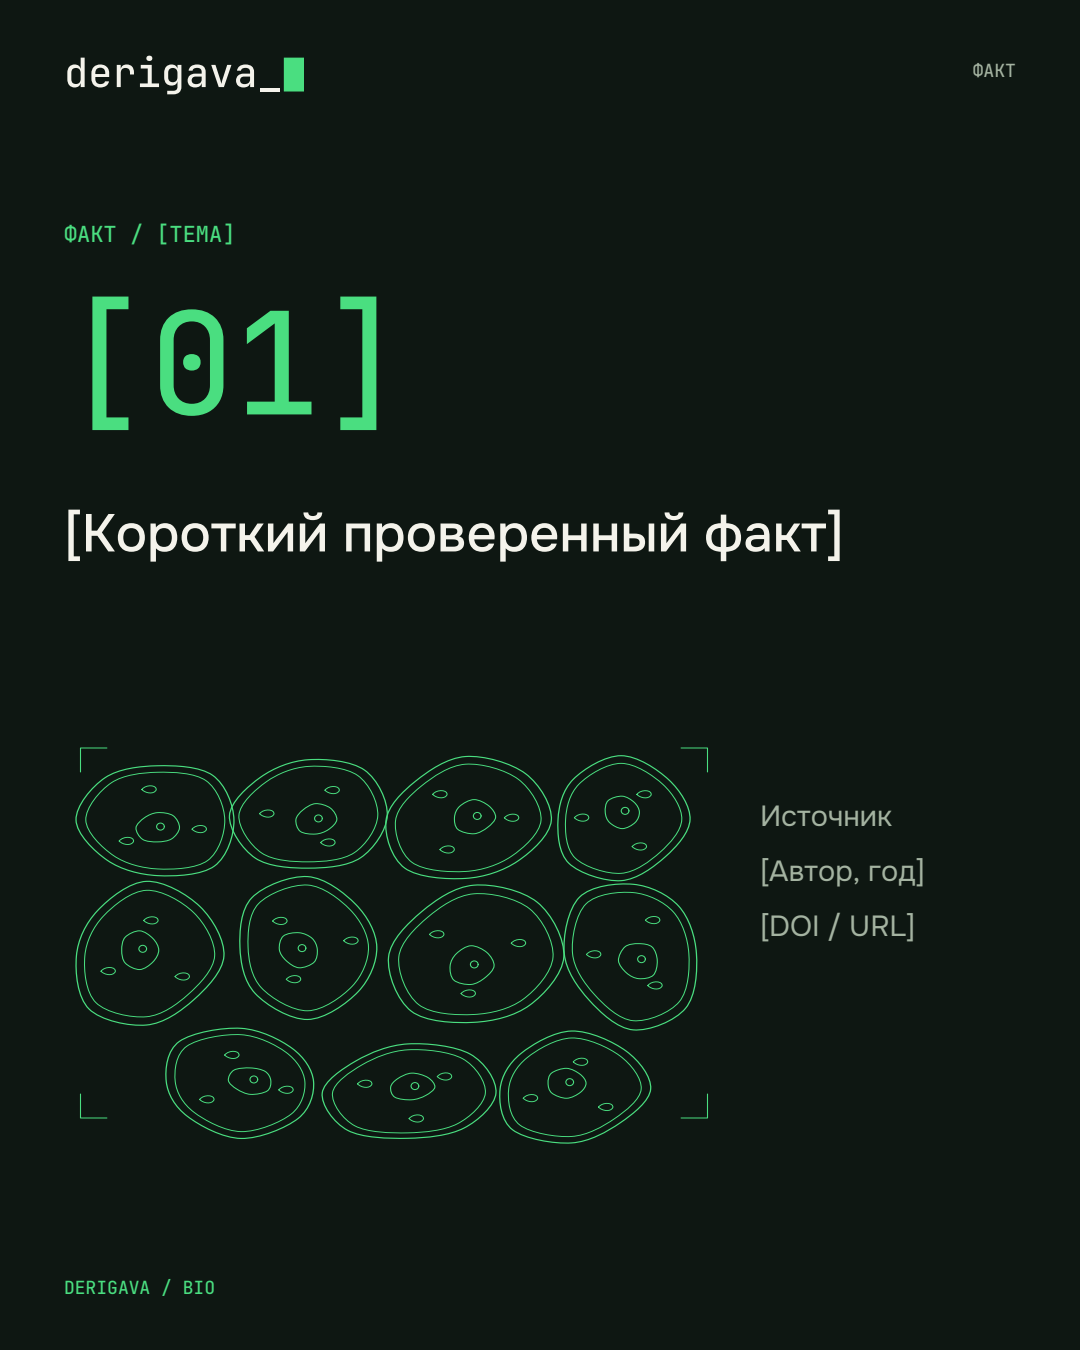 derigava_
ФАКТ
ФАКТ / [ТЕМА]
[01]
[Короткий проверенный факт]
Источник
[Автор, год]
[DOI / URL]
DERIGAVA / BIO